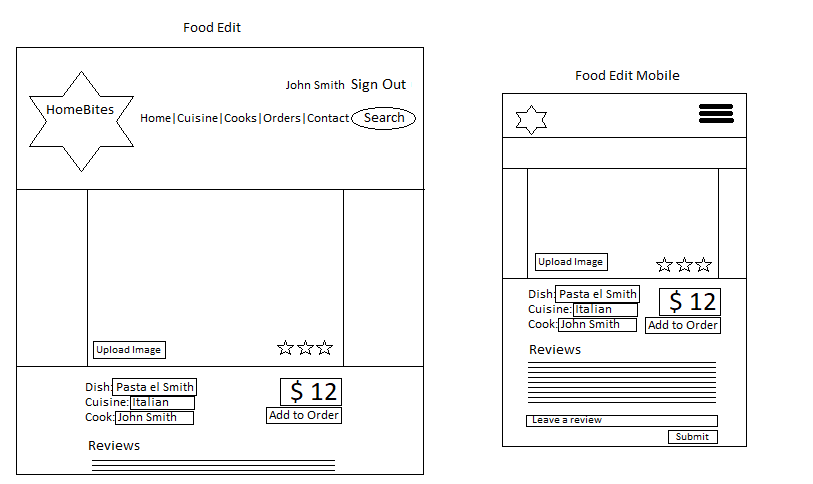 Food Edit
John Smith Sign Out
HomeBites
Home|Cuisine|Cooks|Orders|Contact Search
Upload Image
Dish: Pasta el Smith
Cuisine: Italian
Cook: John Smith
$ 12
Add to Order
Reviews
Food Edit Mobile
Upload Image
Dish: Pasta el Smith
Cuisine: Italian
Cook: John Smith
$ 12
Add to Order
Reviews
Leave a review
Submit